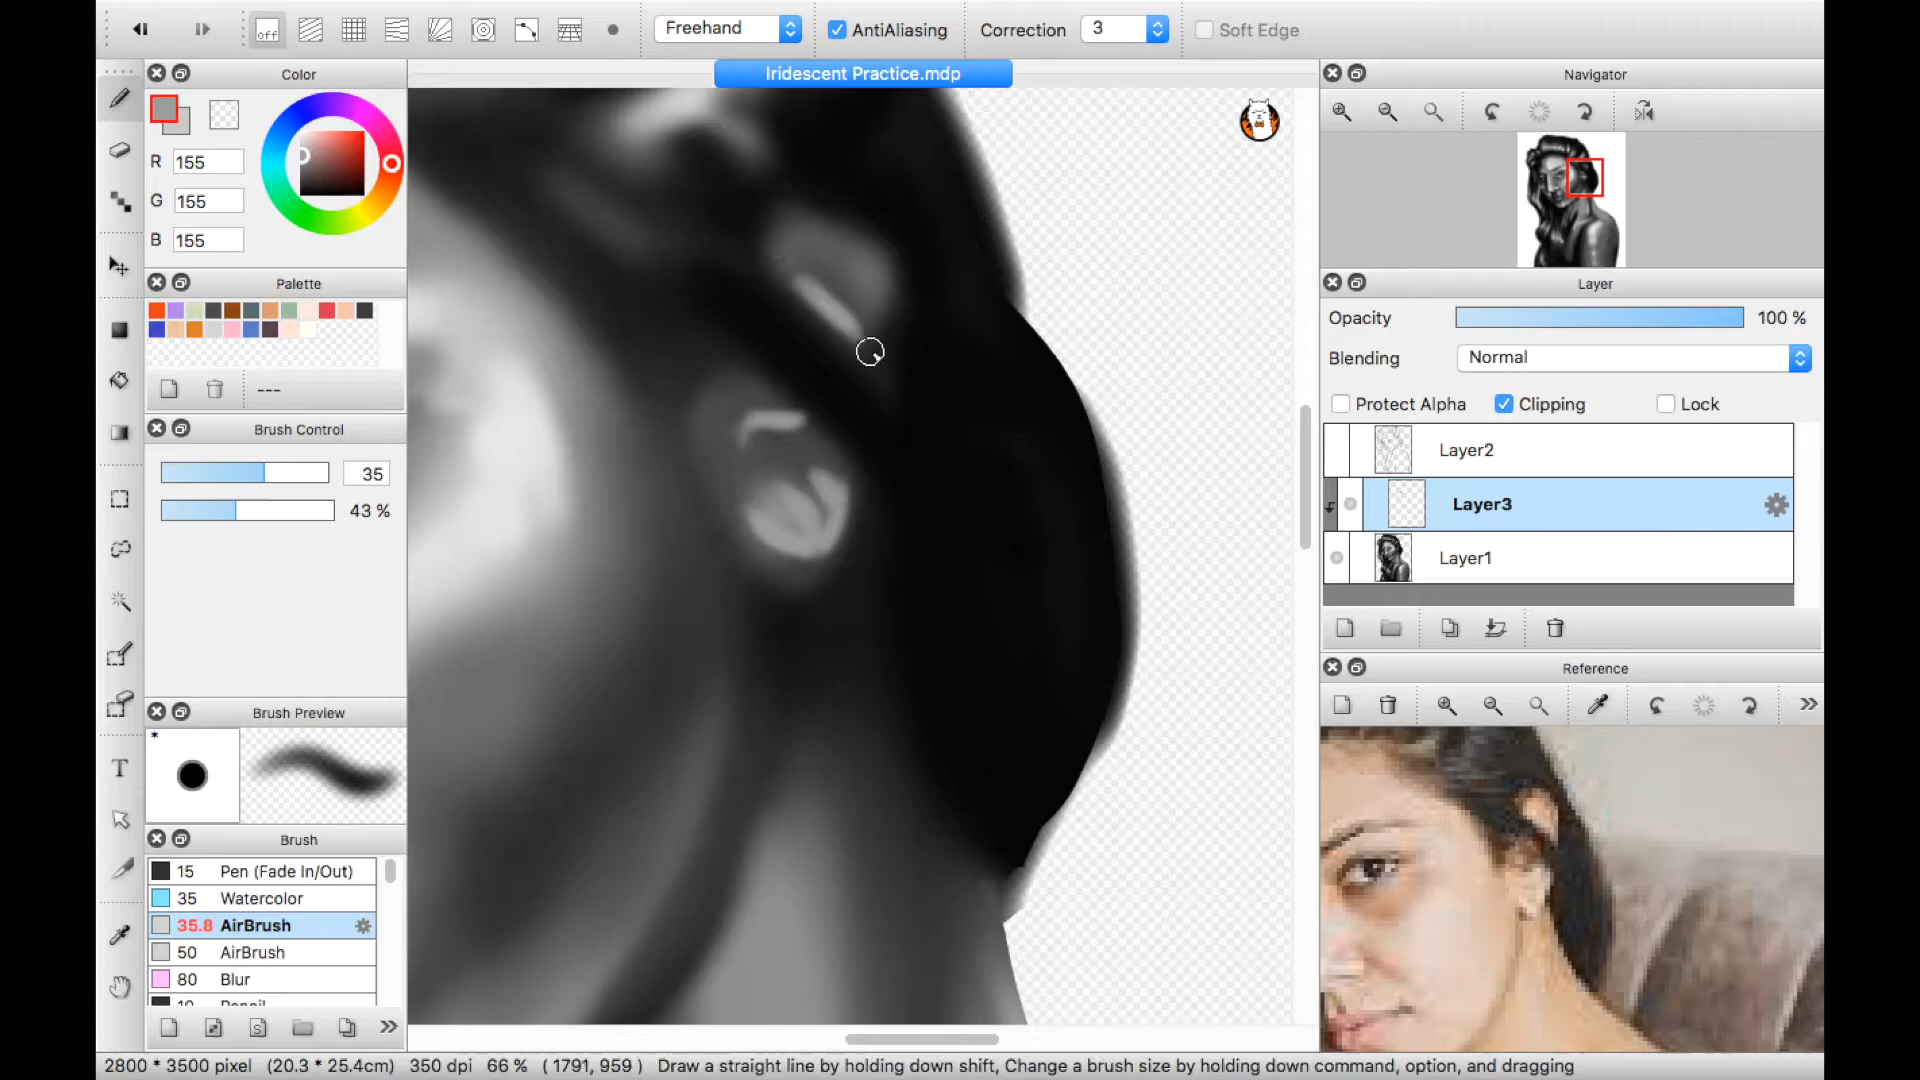 off
Freehand
AntiAliasing
Correction
3
Soft Edge
Color
R 155
G 200
B 155
Palette
---
Brush Control
35
43 %
Brush Preview
*
Brush
15 Pen (Fade In/Out)
35 Watercolor
35.8 AirBrush
50 AirBrush
80 Blur
Iridescent Practice.mdp
Navigator
Layer
Opacity
100 %
Blending
Normal
Protect Alpha
Clipping
Lock
Layer2
Layer3
Layer1
Reference
T
2800 * 3500 pixel (20.3 * 25.4cm) 350 dpi 66 % ( 1791, 959 ) Draw a straight line by holding down shift, Change a brush size by holding down command, option, and dragging